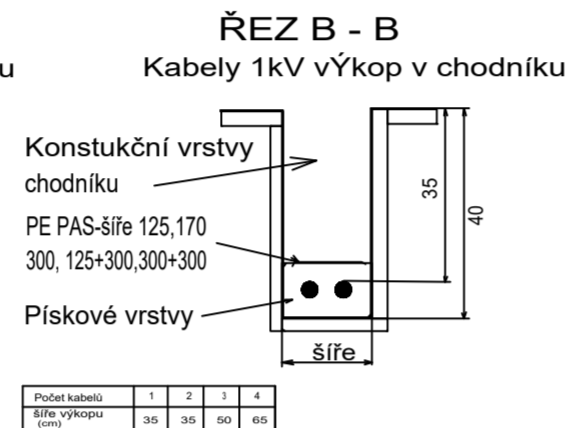 ŘEZ B - B
u
Kabely 1kV vÝkop v chodníku
Konstukční vrstvy
chodníku
PE PAS-šíře 125,170
300, 125+300,300+300
Pískové vrstvy
35
40
šíře
Počet kabelů 1 2 3 4
šíře výkopu (cm) 35 35 50 65